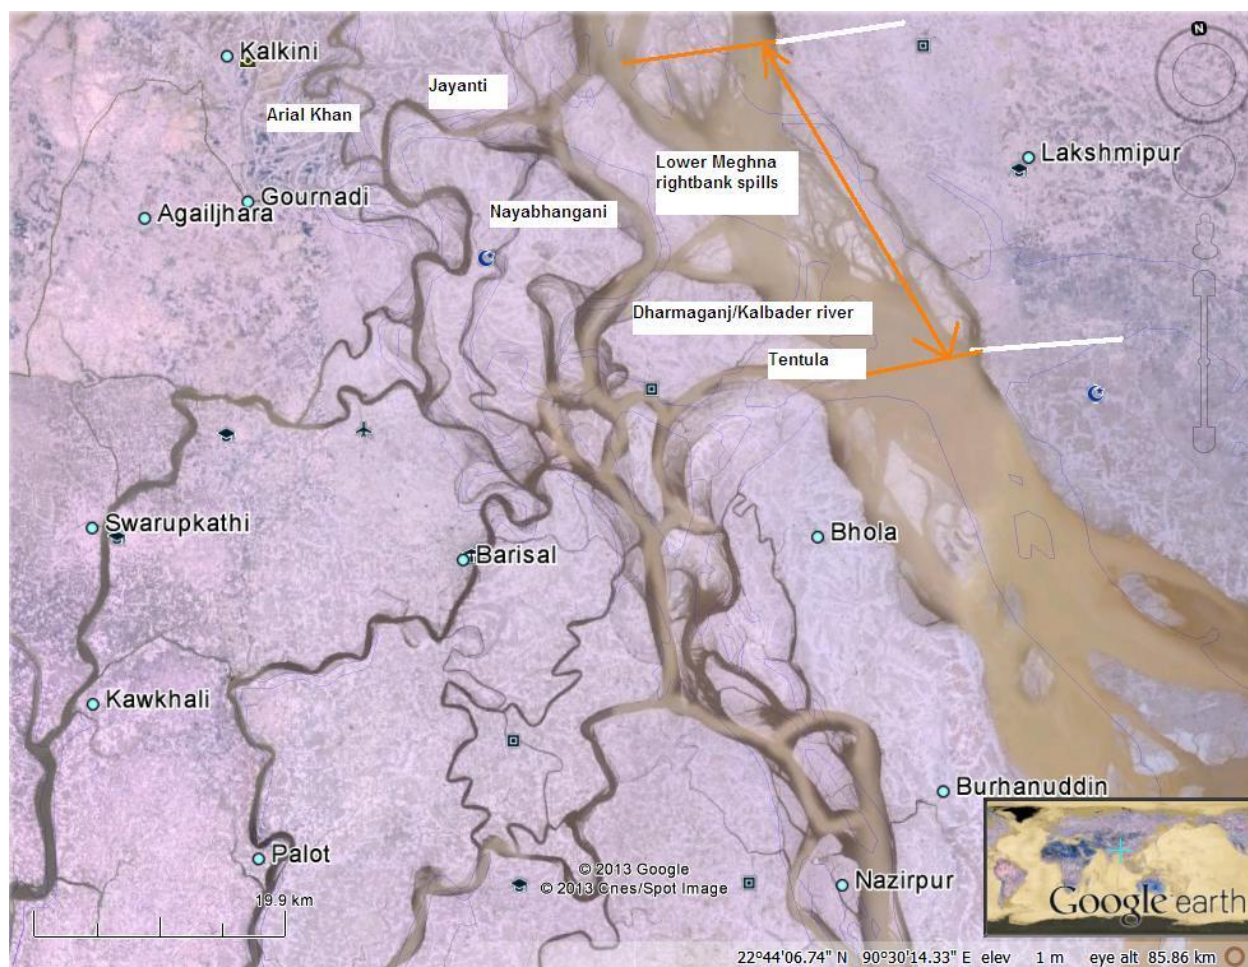 N
Kalkini
Jayanti
Arial Khan
Lower Meghna
rightbank spills
Lakshmipur
Gournadi
Agailjhara
Nayabhangani
Dharmaganj/Kalbader river
Tentula
Swarupkathi
Barisal
Bhola
Kawkhali
Burhanuddin
Palot
© 2013 Google
© 2013 Cnes/Spot Image
Nazirpur
19.9 km
Google earth
22°44'06.74" N 90°30'14.33" E elev 1 m eye alt 85.86 km